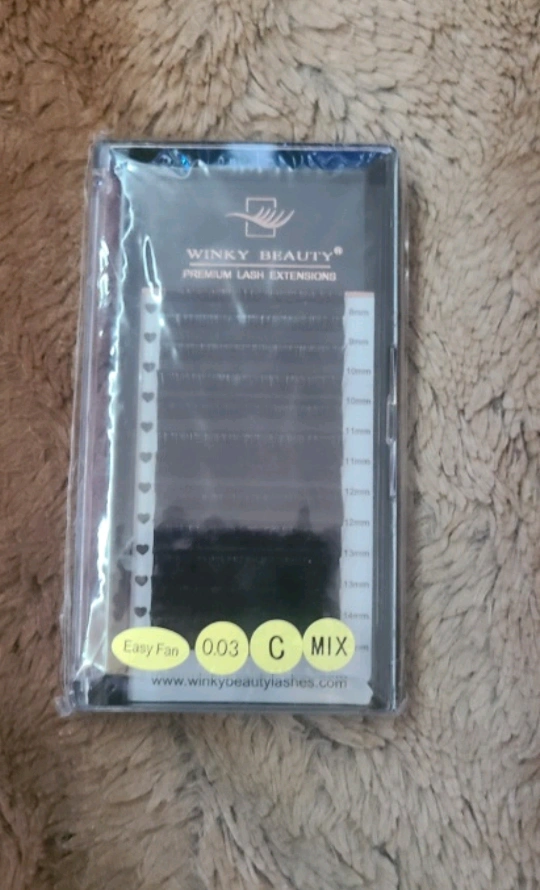 WINKY BEAUTY®
PREMIUM LASH EXTENSIONS
8mm
9mm
10mm
10mm
11mm
11mm
12mm
12mm
13mm
13mm
14mm
Easy Fan 0.03 C MIX
www.winkybeautylashes.com